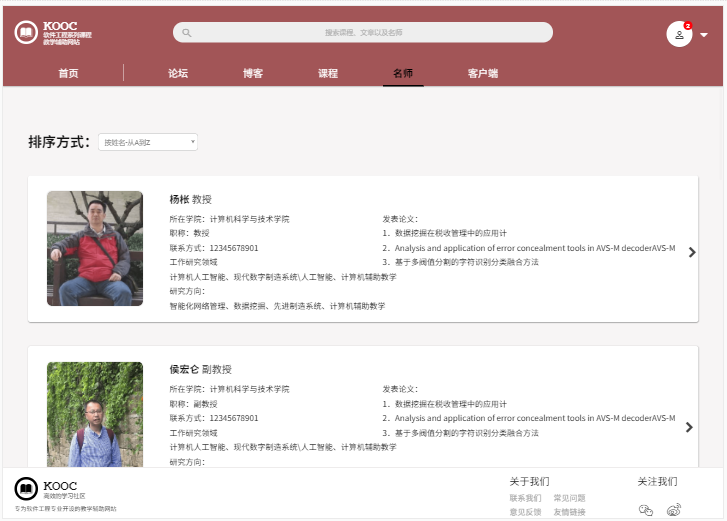 KOOC
软件工程系列课程
教学辅助网站
搜索课程、文章以及名师
2
首页
论坛
博客
课程
名师
客户端
排序方式：
按姓名-从A到Z
杨枨 教授
所在学院：计算机科学与技术学院
职称：教授
联系方式：12345678901
工作研究领域
计算机人工智能、现代数字制造系统\人工智能、计算机辅助教学
研究方向：
智能化网络管理、数据挖掘、先进制造系统、计算机辅助教学
发表论文：
1．数据挖掘在税收管理中的应用计
2．Analysis and application of error concealment tools in AVS-M decoderAVS-M
3．基于多阀值分割的字符识别分类融合方法
侯宏仑 副教授
所在学院：计算机科学与技术学院
职称：副教授
联系方式：12345678901
工作研究领域
计算机人工智能、现代数字制造系统\人工智能、计算机辅助教学
研究方向：
发表论文：
1．数据挖掘在税收管理中的应用计
2．Analysis and application of error concealment tools in AVS-M decoderAVS-M
3．基于多阀值分割的字符识别分类融合方法
KOOC
高效的学习社区
专为软件工程专业开设的教学辅助网站
关于我们
联系我们 常见问题
意见反馈 友情链接
关注我们